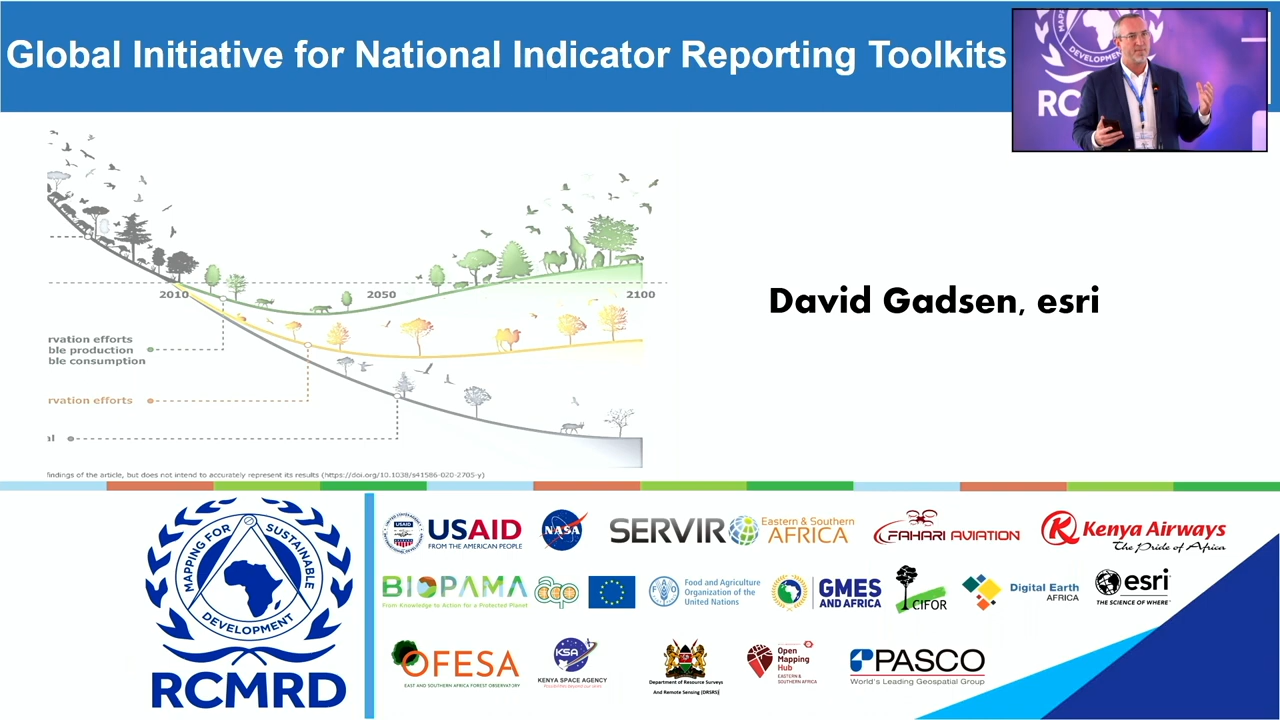 Global Initiative for National Indicator Reporting Toolkits
MAPPING
DEVELOPMENT
RC
2010
2050
2100
rvation efforts
ble production
ble consumption
rvation efforts
al
findings of the article, but does not intend to accurately represent its results (https://doi.org/10.1038/s41586-020-2705-y)
David Gadsen, esri
MAPPING FOR SUSTAINABLE DEVELOPMENT
RCMRD
USAID
FROM THE AMERICAN PEOPLE
NASA
SERVIR
Eastern & Southern
AFRICA
FAHARI AVIATION
Kenya Airways
The Pride of Africa
BIOPAMA
From Knowledge to Action for a Protected Planet
Food and Agriculture
Organization of the
United Nations
GMES
AND AFRICA
CIFOR
Digital Earth
AFRICA
esri
THE SCIENCE OF WHERE
OFESA
EAST AND SOUTHERN AFRICA FOREST OBSERVATORY
KSA
KENYA SPACE AGENCY
Department of Resource Surveys
And Remote Sensing (DRSRS)
Open
Mapping
Hub
EASTERN &
SOUTHERN AFRICA
PASCO
World's Leading Geospatial Group